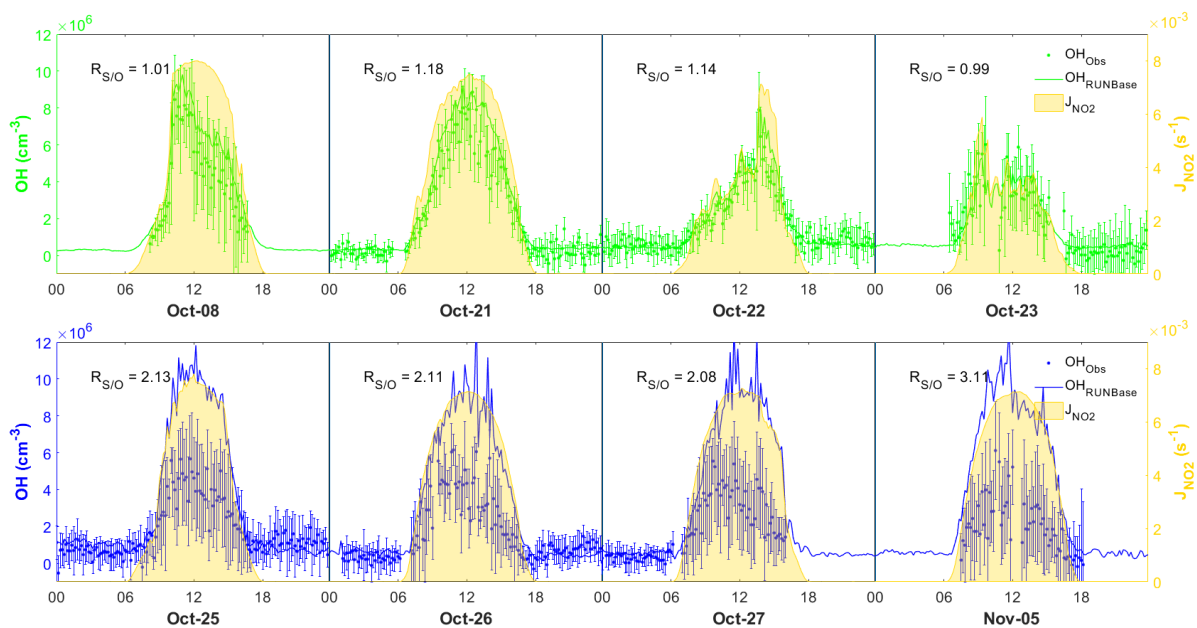 ×10⁶ ×10⁻³
12 10 8 6 4 2 0
OH (cm⁻³)
R_S/O = 1.01 R_S/O = 1.18 R_S/O = 1.14 R_S/O = 0.99
OH_Obs
OH_RUNBase
J_NO2
8 6 4 2 0
J_NO2 (s⁻¹)
00 06 12 18 00 06 12 18 00 06 12 18 00 06 12 18
Oct-08 Oct-21 Oct-22 Oct-23
×10⁶ ×10⁻³
12 10 8 6 4 2 0
OH (cm⁻³)
R_S/O = 2.13 R_S/O = 2.11 R_S/O = 2.08 R_S/O = 3.11
OH_Obs
OH_RUNBase
J_NO2
8 6 4 2 0
J_NO2 (s⁻¹)
00 06 12 18 00 06 12 18 00 06 12 18 00 06 12 18
Oct-25 Oct-26 Oct-27 Nov-05